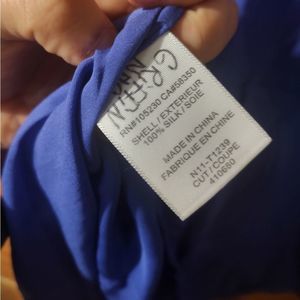 RN#105230 CA#58350
SHELL / EXTERIEUR
100% SILK / SOIE
MADE IN CHINA
FABRIQUE EN CHINE
N11-T1239
CUT / COUPE
410680